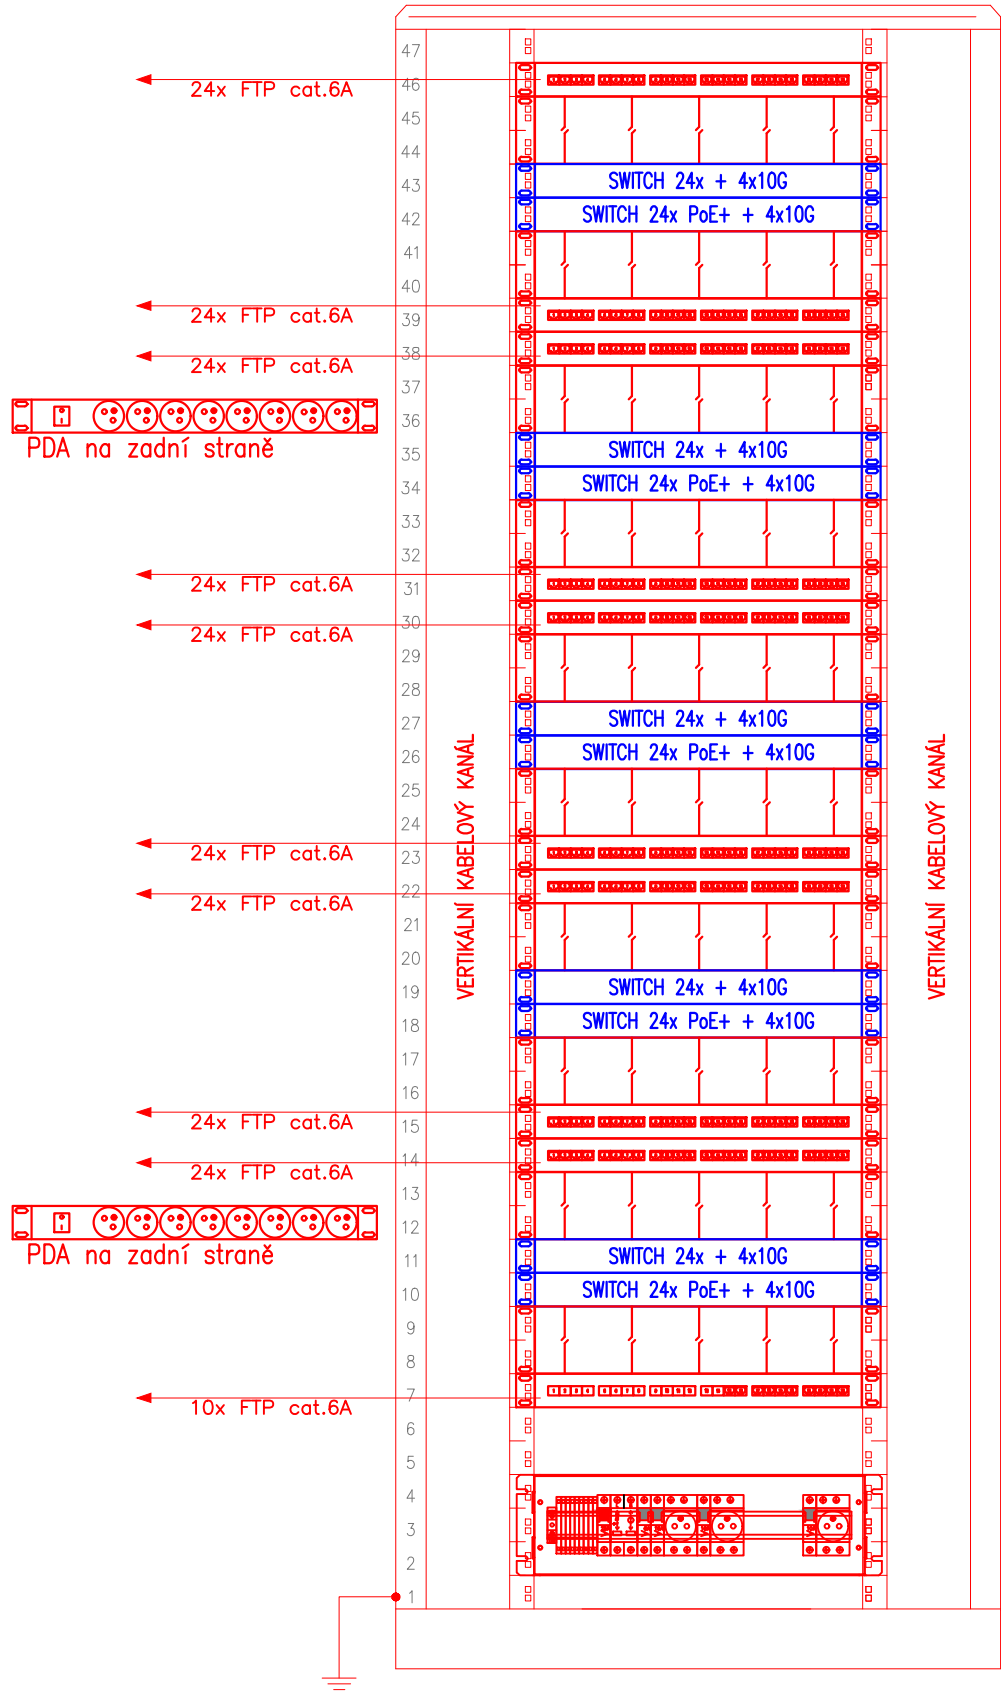 47
46
24x FTP cat.6A
45
44
43
SWITCH 24x + 4x10G
42
SWITCH 24x PoE+ + 4x10G
41
40
39
24x FTP cat.6A
38
24x FTP cat.6A
37
36
PDA na zadní straně
35
SWITCH 24x + 4x10G
34
SWITCH 24x PoE+ + 4x10G
33
32
31
24x FTP cat.6A
30
24x FTP cat.6A
29
28
27
SWITCH 24x + 4x10G
26
SWITCH 24x PoE+ + 4x10G
25
24
23
24x FTP cat.6A
22
24x FTP cat.6A
21
20
VERTIKÁLNÍ KABELOVÝ KANÁL
VERTIKÁLNÍ KABELOVÝ KANÁL
19
SWITCH 24x + 4x10G
18
SWITCH 24x PoE+ + 4x10G
17
16
15
24x FTP cat.6A
14
24x FTP cat.6A
13
12
PDA na zadní straně
11
SWITCH 24x + 4x10G
10
SWITCH 24x PoE+ + 4x10G
9
8
7
10x FTP cat.6A
6
5
4
3
2
1